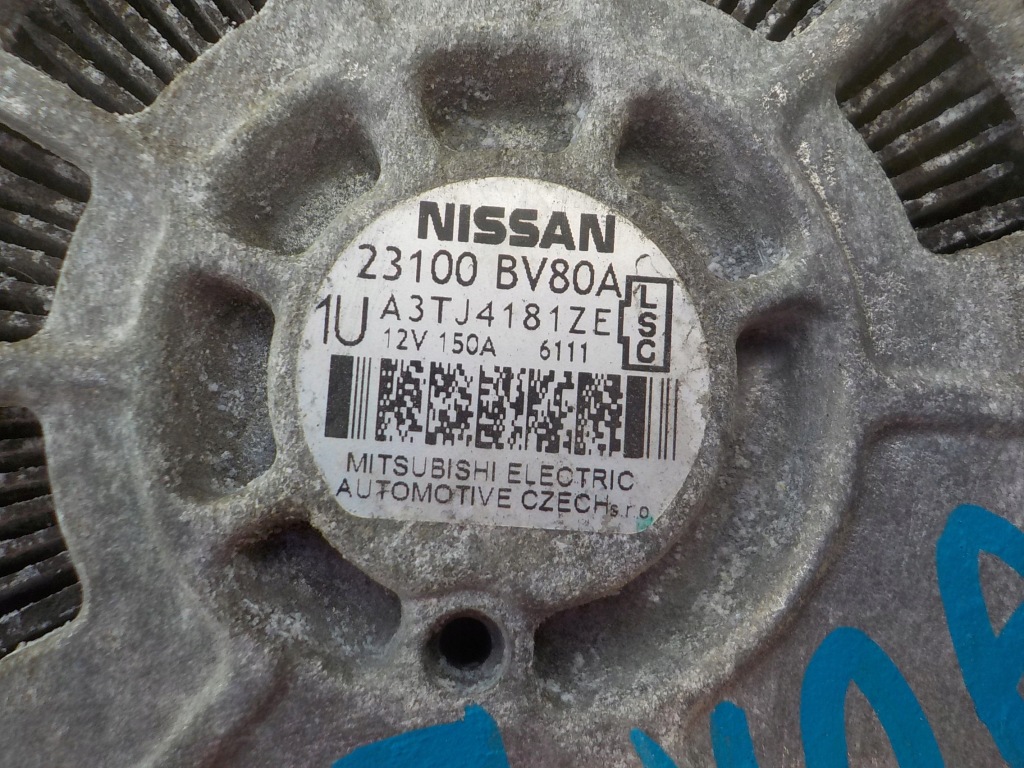 NISSAN
23100 BV80A
1U A3TJ4181ZE LSC
12V 150A 6111
MITSUBISHI ELECTRIC
AUTOMOTIVE CZECH s.r.o